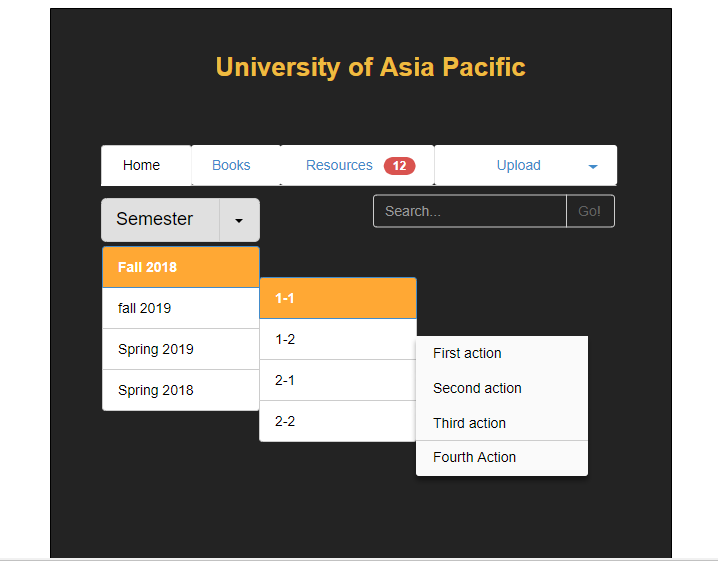 University of Asia Pacific
Home Books Resources 12 Upload
Semester
Search... Go!
Fall 2018
fall 2019
Spring 2019
Spring 2018
1-1
1-2
2-1
2-2
First action
Second action
Third action
Fourth Action